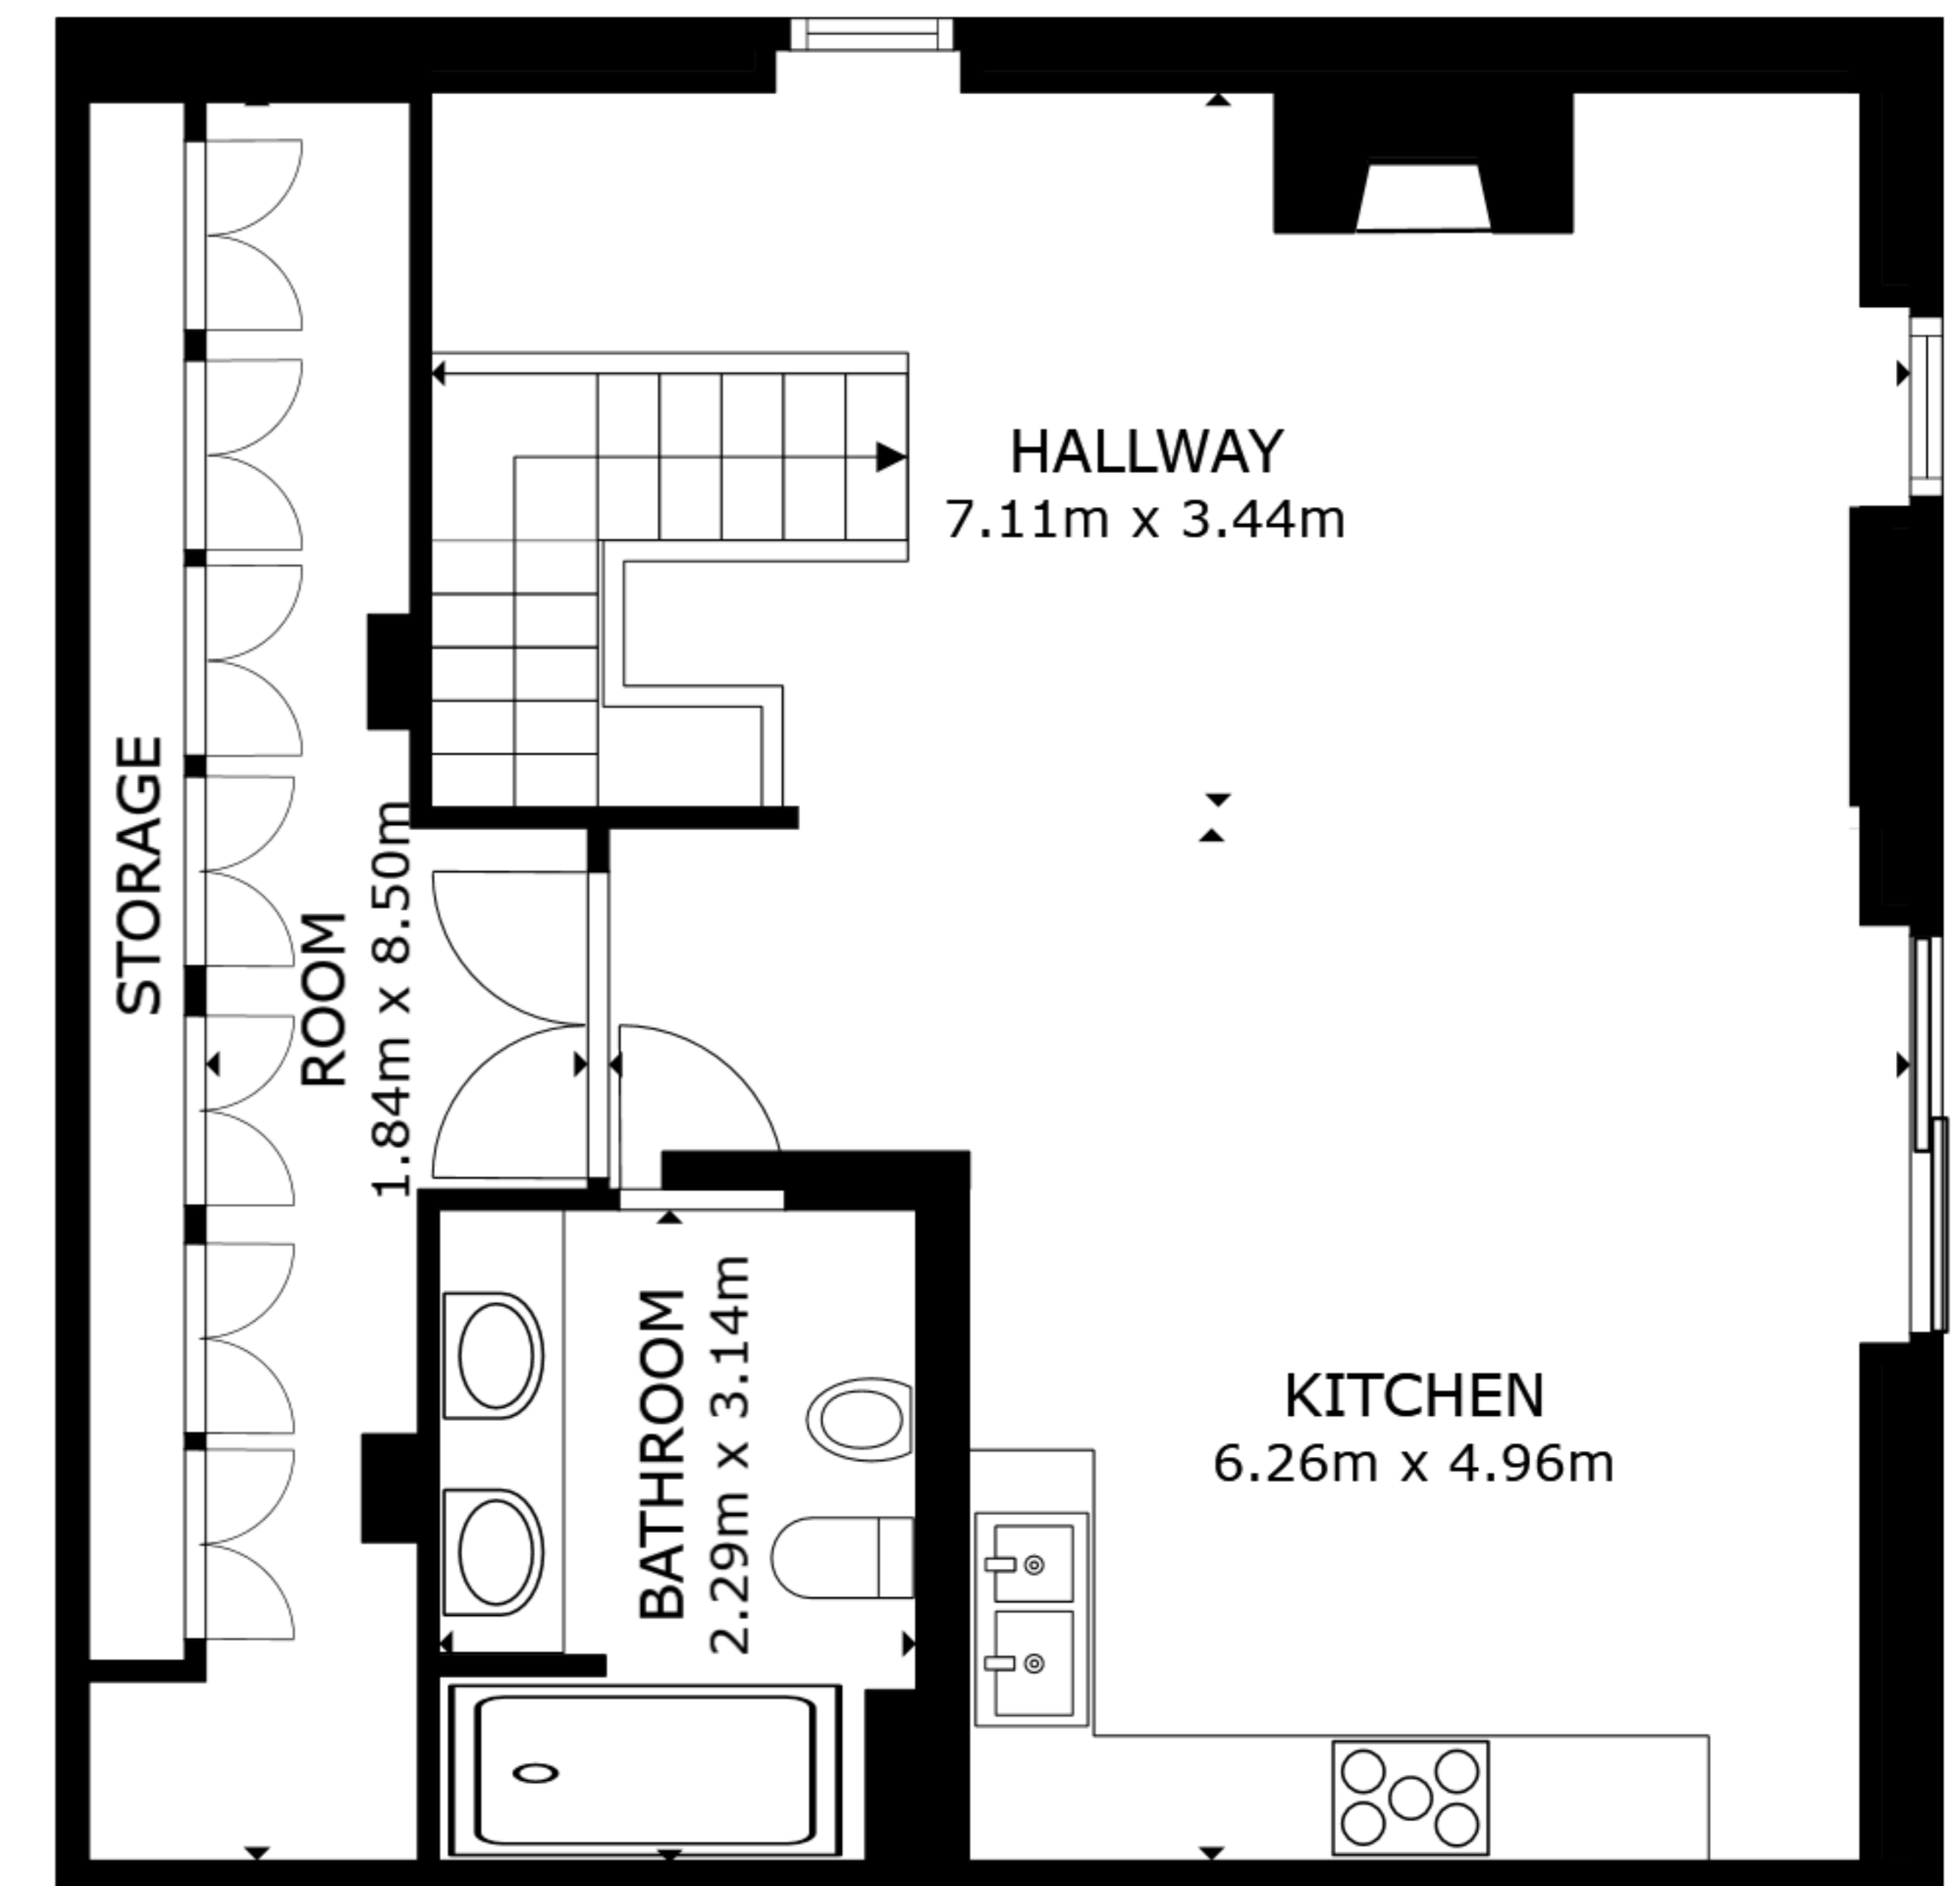 HALLWAY
7.11m x 3.44m
STORAGE
ROOM
1.84m x 8.50m
BATHROOM
2.29m x 3.14m
KITCHEN
6.26m x 4.96m